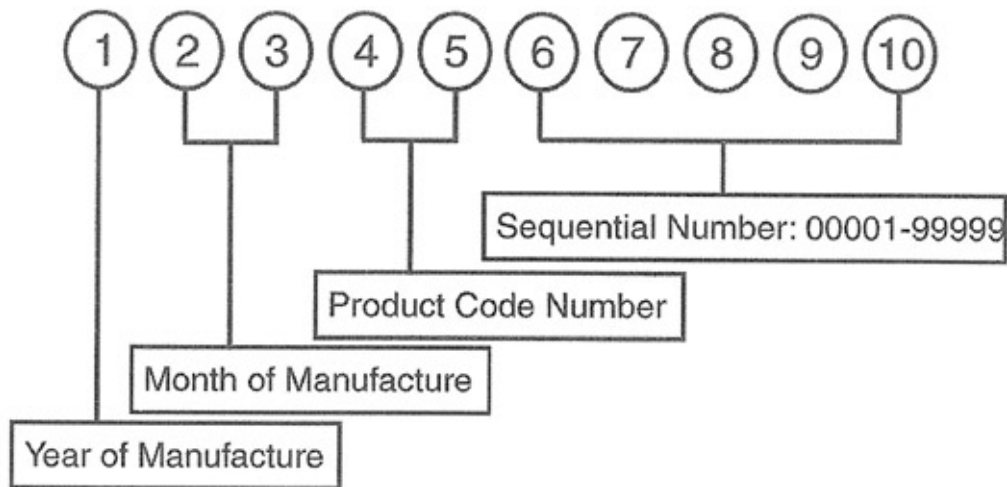 1 2 3 4 5 6 7 8 9 10
Sequential Number: 00001-99999
Product Code Number
Month of Manufacture
Year of Manufacture